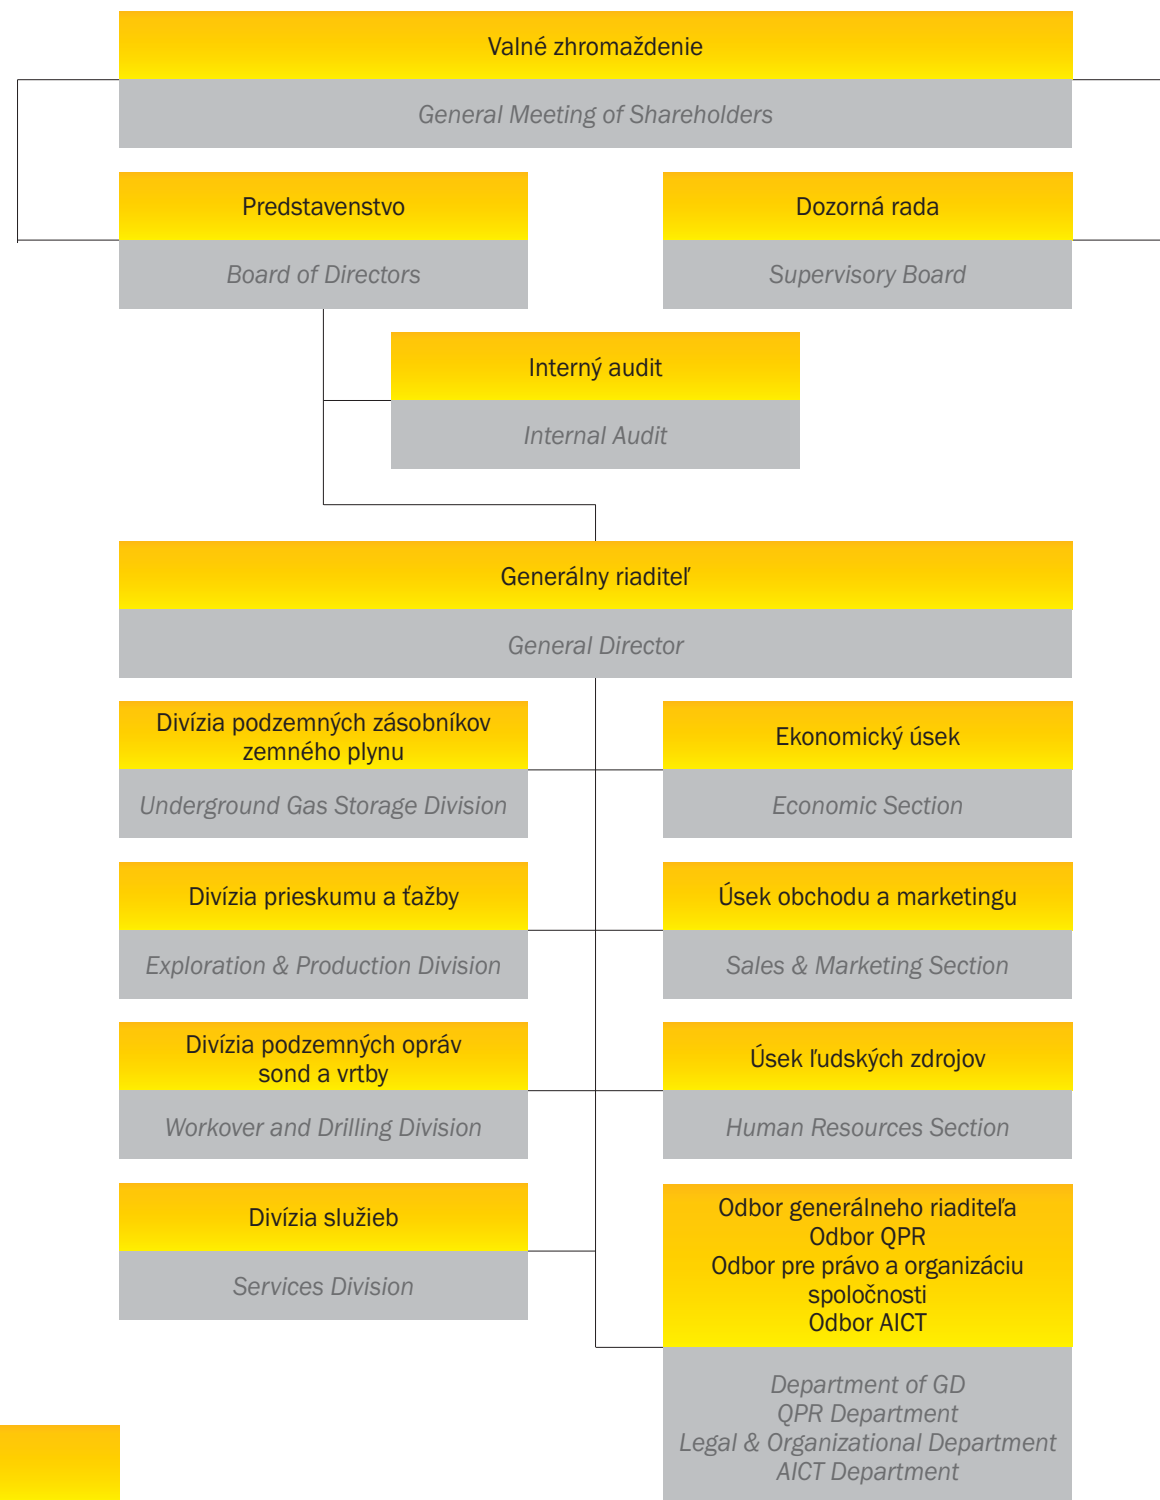 Valné zhromaždenie
General Meeting of Shareholders
Predstavenstvo
Board of Directors
Dozorná rada
Supervisory Board
Interný audit
Internal Audit
Generálny riaditeľ
General Director
Divízia podzemných zásobníkov
zemného plynu
Underground Gas Storage Division
Ekonomický úsek
Economic Section
Divízia prieskumu a ťažby
Exploration & Production Division
Úsek obchodu a marketingu
Sales & Marketing Section
Divízia podzemných opráv
sond a vrtby
Workover and Drilling Division
Úsek ľudských zdrojov
Human Resources Section
Divízia služieb
Services Division
Odbor generálneho riaditeľa
Odbor QPR
Odbor pre právo a organizáciu
spoločnosti
Odbor AICT
Department of GD
QPR Department
Legal & Organizational Department
AICT Department